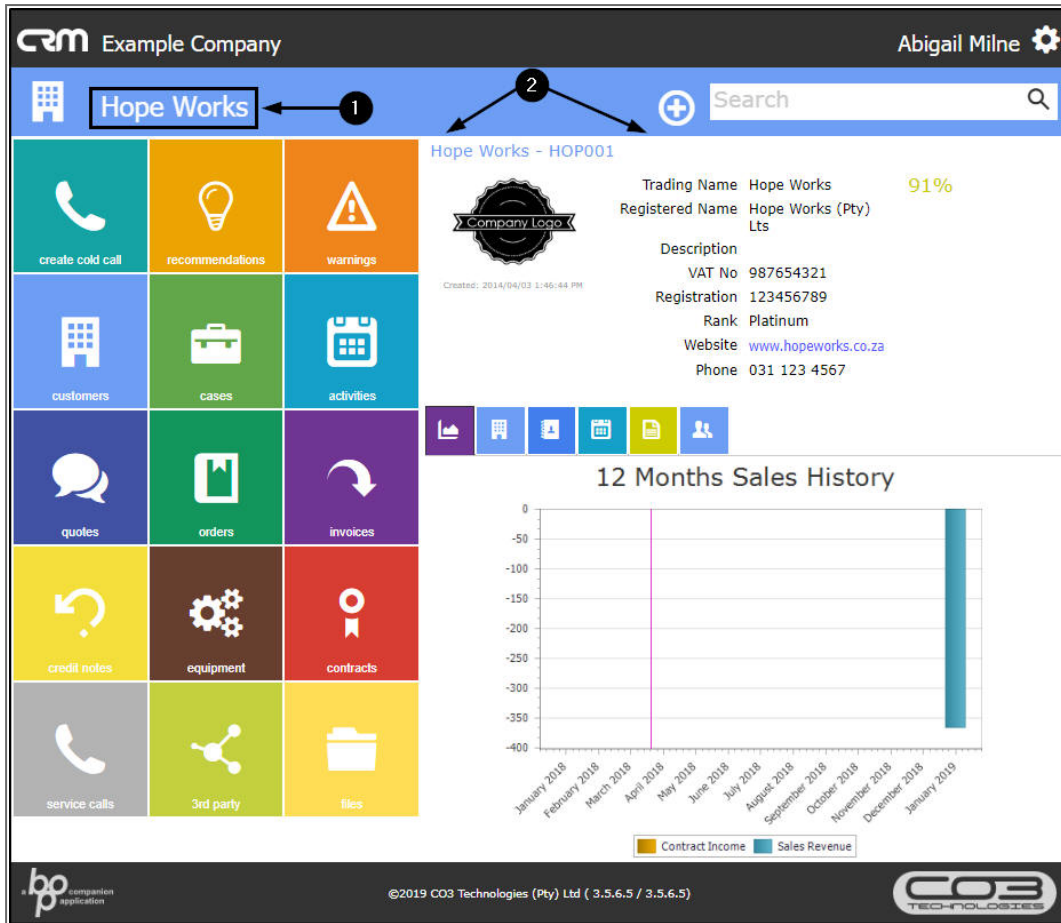 CRM Example Company
Abigail Milne
Hope Works
1
2
Search
create cold call
recommendations
warnings
customers
cases
activities
quotes
orders
invoices
credit notes
equipment
contracts
service calls
3rd party
files
Hope Works - HOP001
Company Logo
Created: 2014/04/03 1:46:44 PM
Trading Name Hope Works
91%
Registered Name Hope Works (Pty)
Lts
Description
VAT No 987654321
Registration 123456789
Rank Platinum
Website www.hopeworks.co.za
Phone 031 123 4567
12 Months Sales History
0
-50
-100
-150
-200
-250
-300
-350
-400
January 2018
February 2018
March 2018
April 2018
May 2018
June 2018
July 2018
August 2018
September 2018
October 2018
November 2018
December 2018
January 2019
Contract Income Sales Revenue
a bpo companion
application
©2019 CO3 Technologies (Pty) Ltd ( 3.5.6.5 / 3.5.6.5)
CO3
TECHNOLOGIES